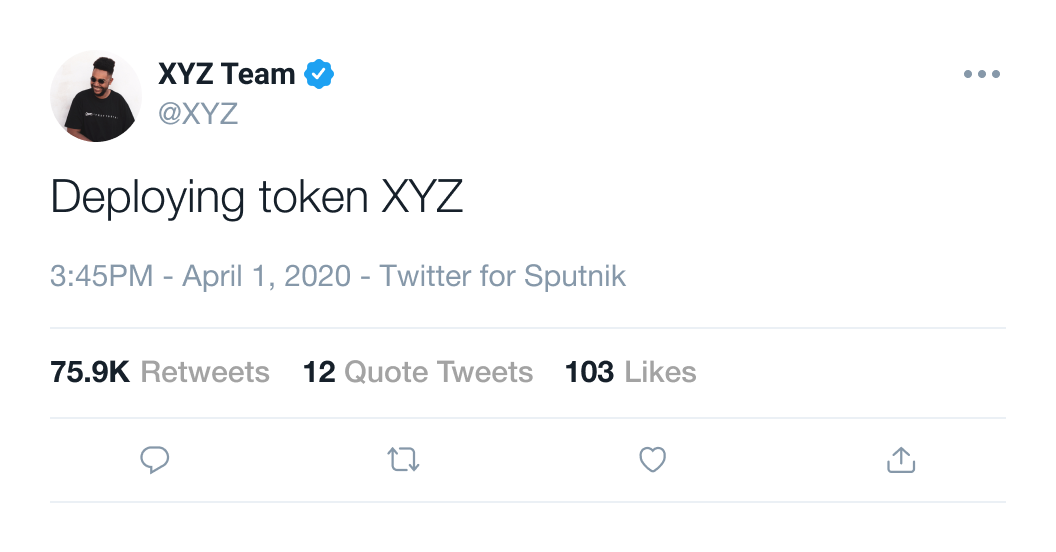 XYZ Team
@XYZ
Deploying token XYZ
3:45PM - April 1, 2020 - Twitter for Sputnik
75.9K Retweets 12 Quote Tweets 103 Likes